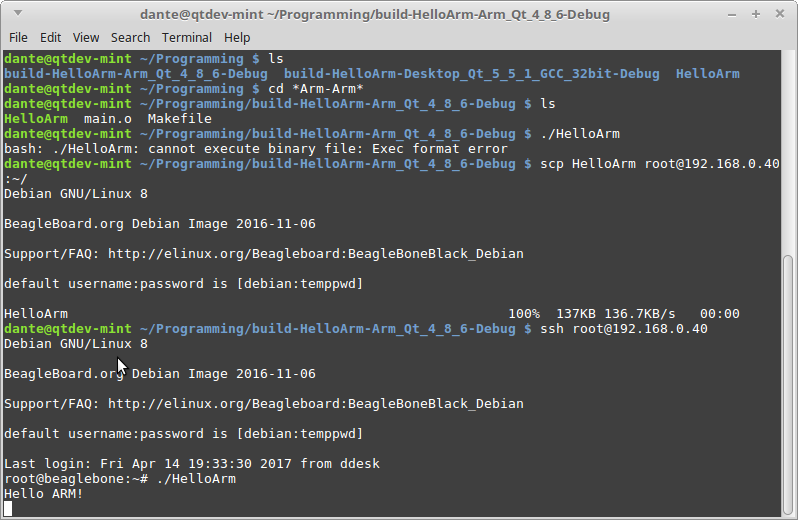 dante@qtdev-mint ~/Programming/build-HelloArm-Arm_Qt_4_8_6-Debug
File Edit View Search Terminal Help
dante@qtdev-mint ~/Programming $ ls
build-HelloArm-Arm_Qt_4_8_6-Debug  build-HelloArm-Desktop_Qt_5_5_1_GCC_32bit-Debug  HelloArm
dante@qtdev-mint ~/Programming $ cd *Arm-Arm*
dante@qtdev-mint ~/Programming/build-HelloArm-Arm_Qt_4_8_6-Debug $ ls
HelloArm  main.o  Makefile
dante@qtdev-mint ~/Programming/build-HelloArm-Arm_Qt_4_8_6-Debug $ ./HelloArm
bash: ./HelloArm: cannot execute binary file: Exec format error
dante@qtdev-mint ~/Programming/build-HelloArm-Arm_Qt_4_8_6-Debug $ scp HelloArm root@192.168.0.40
:~/
Debian GNU/Linux 8
BeagleBoard.org Debian Image 2016-11-06
Support/FAQ: http://elinux.org/Beagleboard:BeagleBoneBlack_Debian
default username:password is [debian:temppwd]
HelloArm 100% 137KB 136.7KB/s 00:00
dante@qtdev-mint ~/Programming/build-HelloArm-Arm_Qt_4_8_6-Debug $ ssh root@192.168.0.40
Debian GNU/Linux 8
BeagleBoard.org Debian Image 2016-11-06
Support/FAQ: http://elinux.org/Beagleboard:BeagleBoneBlack_Debian
default username:password is [debian:temppwd]
Last login: Fri Apr 14 19:33:30 2017 from ddesk
root@beaglebone:~# ./HelloArm
Hello ARM!